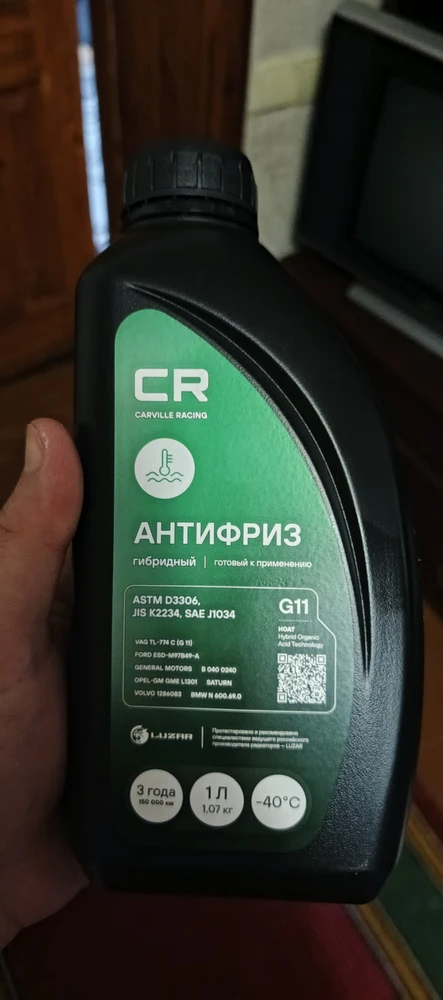 CR
CARVILLE RACING
АНТИФРИЗ
гибридный | готовый к применению
ASTM D3306,
JIS K2234, SAE J1034
G11
HOAT
Hybrid Organic
Acid Technology
VAG TL-774 C (G 11)
FORD ESD-M97B49-A
GENERAL MOTORS B 040 0240
OPEL-GM GME L1301 SATURN
VOLVO 1286083 BMW N 600.69.0
LUZAR
Протестировано и рекомендовано
специалистами ведущего российского
производителя радиаторов — LUZAR
3 года
150 000 км
1 Л
1,07 кг
-40°C